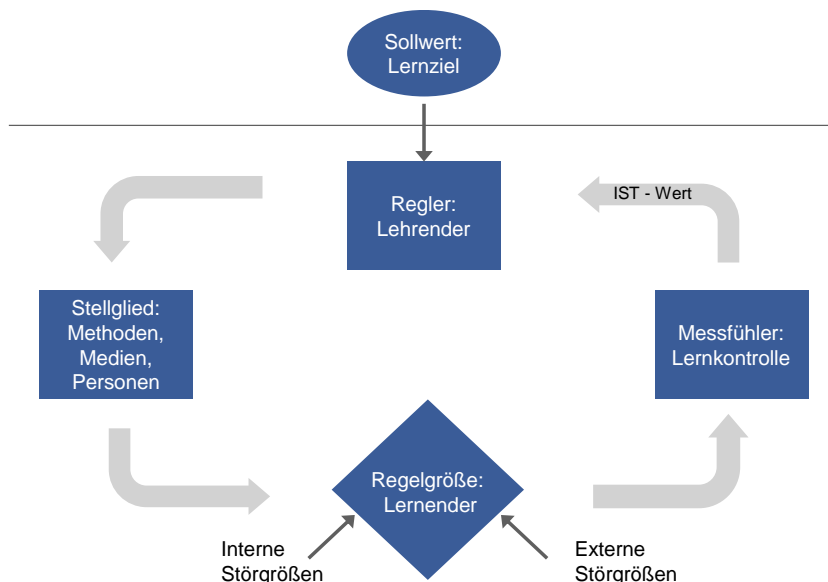 Sollwert:
Lernziel
Regler:
Lehrender
IST - Wert
Stellglied:
Methoden,
Medien,
Personen
Messfühler:
Lernkontrolle
Regelgröße:
Lernender
Interne
Störgrößen
Externe
Störgrößen